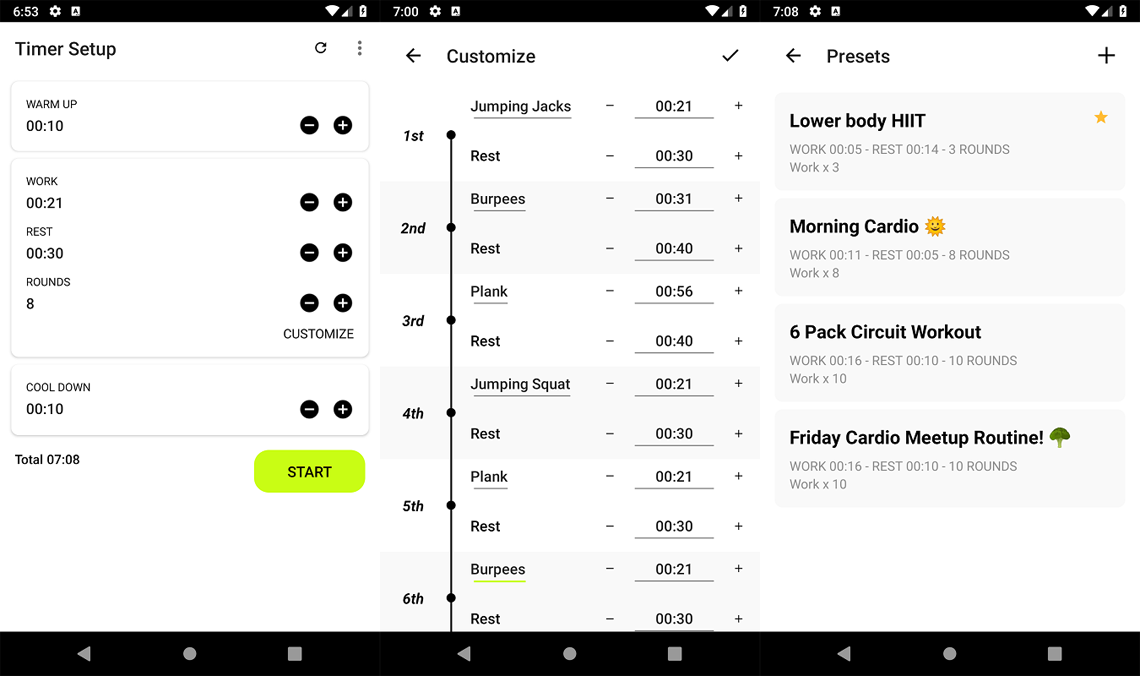 6:53
Timer Setup
WARM UP
00:10
WORK
00:21
REST
00:30
ROUNDS
8
CUSTOMIZE
COOL DOWN
00:10
Total 07:08
START
7:00
Customize
Jumping Jacks - 00:21 +
1st
Rest - 00:30 +
Burpees - 00:31 +
2nd
Rest - 00:40 +
Plank - 00:56 +
3rd
Rest - 00:40 +
Jumping Squat - 00:21 +
4th
Rest - 00:30 +
Plank - 00:21 +
5th
Rest - 00:30 +
Burpees - 00:21 +
6th
Rest - 00:30 +
7:08
Presets
Lower body HIIT
WORK 00:05 - REST 00:14 - 3 ROUNDS
Work x 3
Morning Cardio 🌞
WORK 00:11 - REST 00:05 - 8 ROUNDS
Work x 8
6 Pack Circuit Workout
WORK 00:16 - REST 00:10 - 10 ROUNDS
Work x 10
Friday Cardio Meetup Routine! 🥦
WORK 00:16 - REST 00:10 - 10 ROUNDS
Work x 10